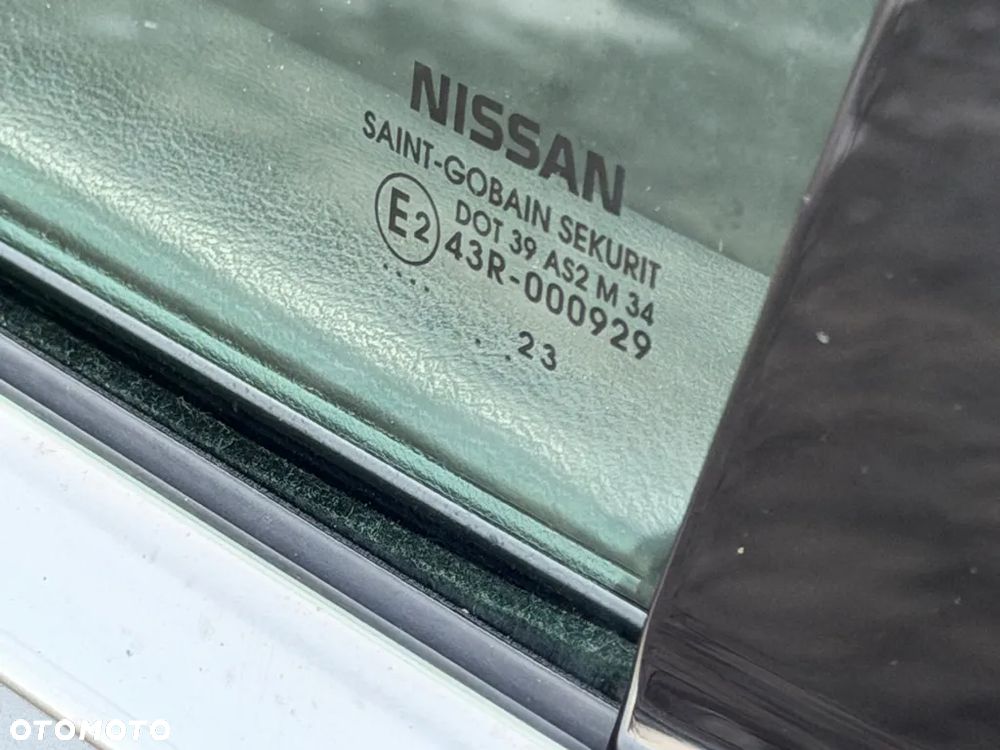 NISSAN
SAINT-GOBAIN SEKURIT
DOT 39 AS2 M 34
E2 43R-000929
.... ..
. ...23
OTOMOTO